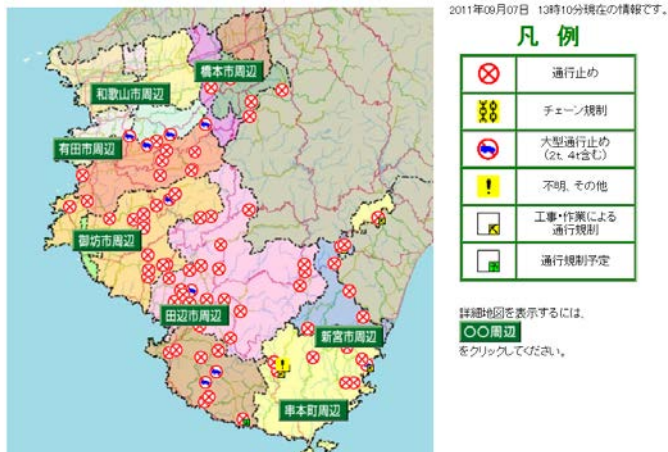 2011年09月07日 13時10分現在の情報です。
凡例
通行止め
チェーン規制
大型通行止め
(2t、4t含む)
不明、その他
工事・作業による
通行規制
通行規制予定
詳細地図を表示するには、
〇〇周辺
をクリックしてください。
橋本市周辺
和歌山市周辺
有田市周辺
御坊市周辺
田辺市周辺
新宮市周辺
串本町周辺